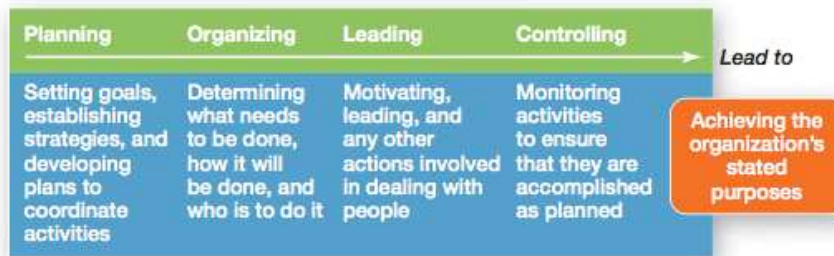 Planning
Organizing
Leading
Controlling
Lead to
Setting goals,
establishing
strategies, and
developing
plans to
coordinate
activities
Determining
what needs
to be done,
how it will
be done, and
who is to do it
Motivating,
leading, and
any other
actions involved
in dealing with
people
Monitoring
activities
to ensure
that they are
accomplished
as planned
Achieving the
organization's
stated
purposes